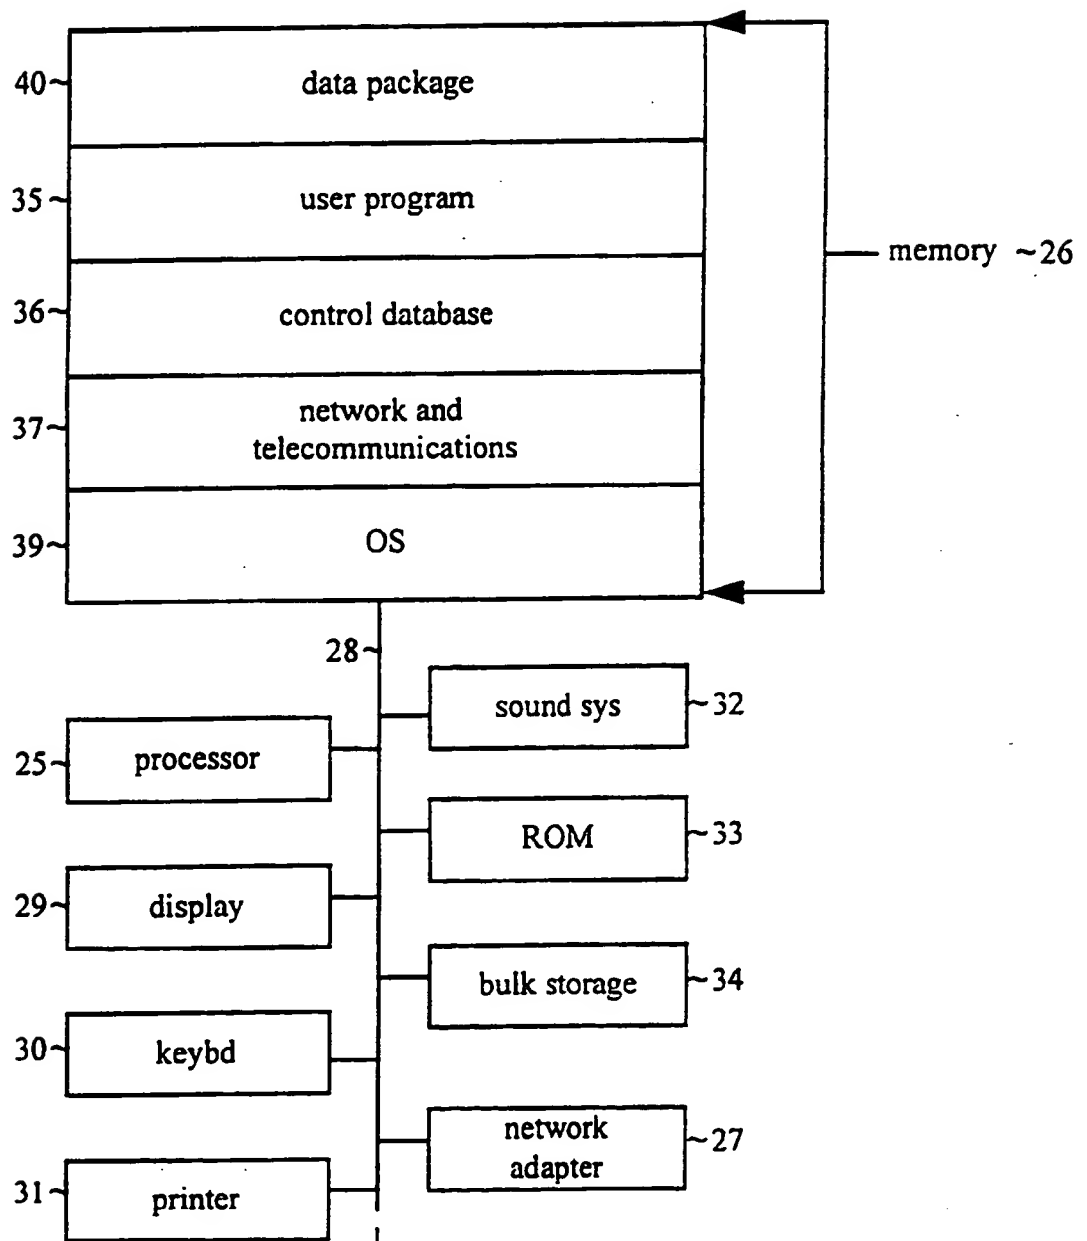 40~ data package
35~ user program
memory ~26
36~ control database
37~ network and
telecommunications
39~ OS
28~
sound sys ~32
25~ processor
ROM ~33
29~ display
bulk storage ~34
30~ keybd
network
adapter ~27
31~ printer